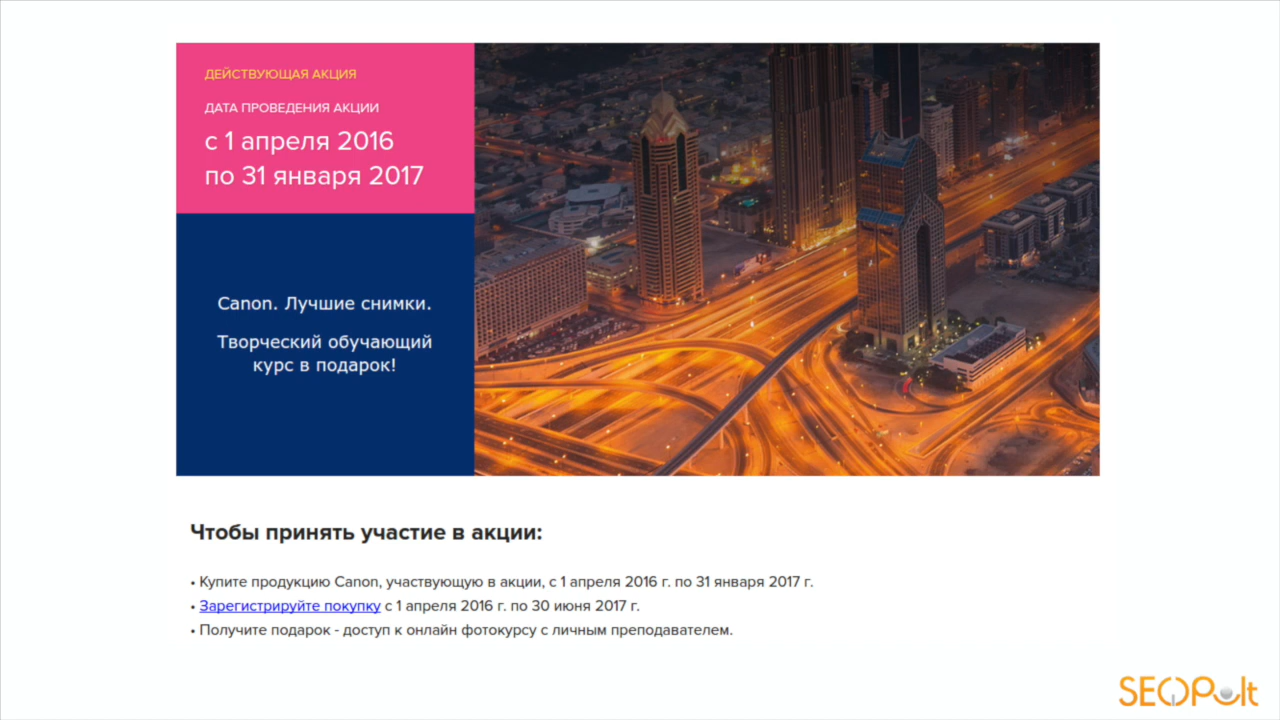 ДЕЙСТВУЮЩАЯ АКЦИЯ
ДАТА ПРОВЕДЕНИЯ АКЦИИ
с 1 апреля 2016
по 31 января 2017
Canon. Лучшие снимки.
Творческий обучающий
курс в подарок!
Чтобы принять участие в акции:
• Купите продукцию Canon, участвующую в акции, с 1 апреля 2016 г. по 31 января 2017 г.
• Зарегистрируйте покупку с 1 апреля 2016 г. по 30 июня 2017 г.
• Получите подарок - доступ к онлайн фотокурсу с личным преподавателем.
SEOPult